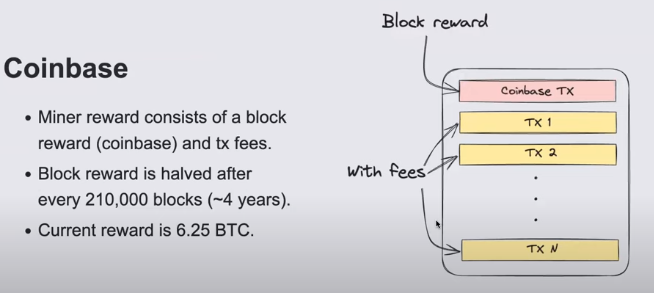 Block reward
Coinbase
• Miner reward consists of a block
reward (coinbase) and tx fees.
• Block reward is halved after
every 210,000 blocks (~4 years).
• Current reward is 6.25 BTC.
Coinbase TX
TX 1
TX 2
With fees
TX N